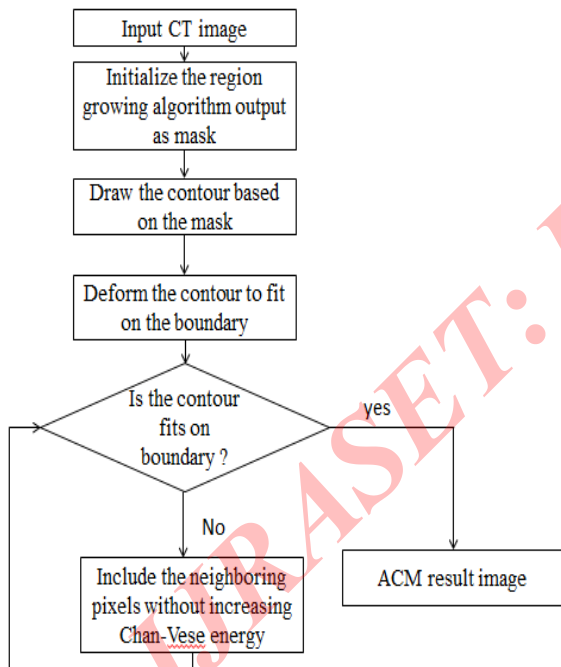 Input CT image
Initialize the region
growing algorithm output
as mask
Draw the contour based
on the mask
Deform the contour to fit
on the boundary
Is the contour
fits on
boundary ?
yes
No
Include the neighboring
pixels without increasing
Chan-Vese energy
ACM result image
IJRASET: